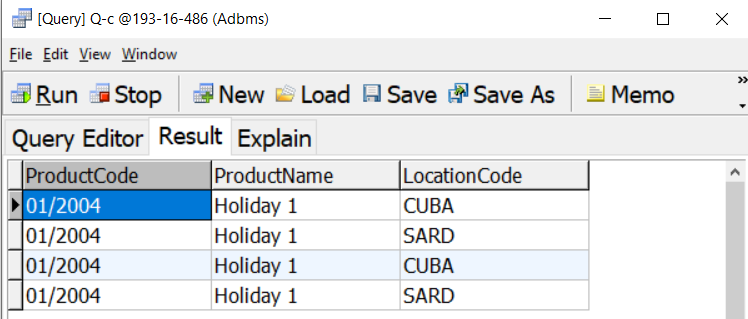 [Query] Q-c @193-16-486 (Adbms)
File Edit View Window
Run Stop New Load Save Save As Memo
Query Editor Result Explain
ProductCode ProductName LocationCode
01/2004 Holiday 1 CUBA
01/2004 Holiday 1 SARD
01/2004 Holiday 1 CUBA
01/2004 Holiday 1 SARD